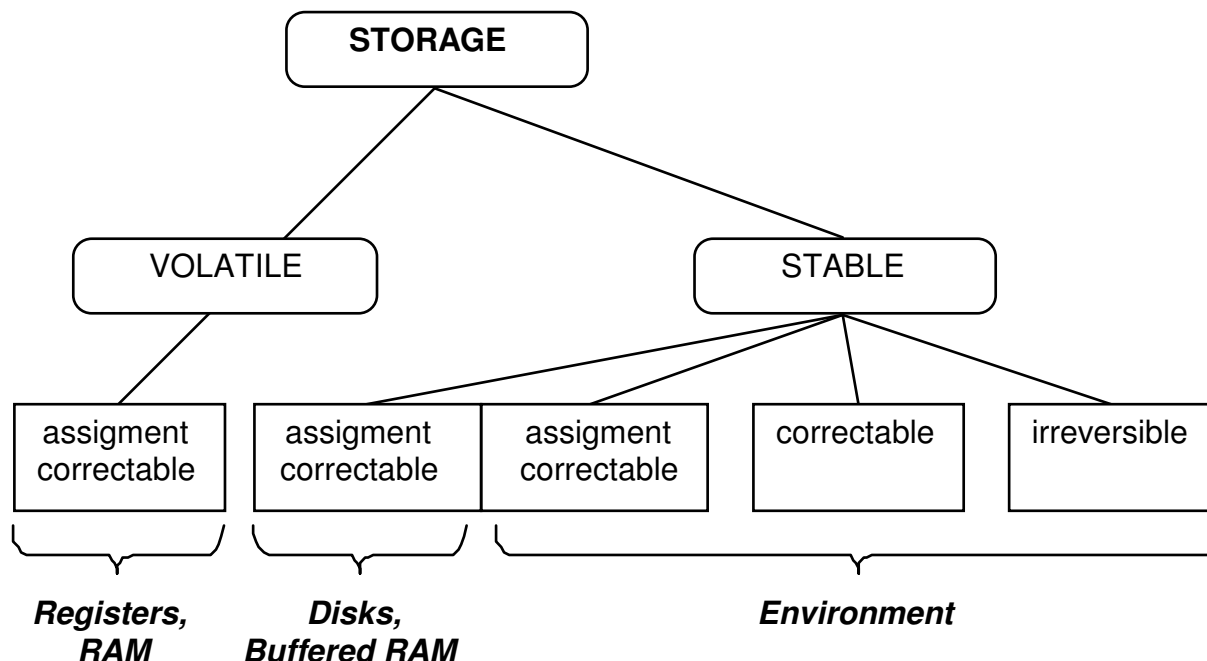 STORAGE
VOLATILE
STABLE
assigment
correctable
assigment
correctable
assigment
correctable
correctable
irreversible
Registers,
RAM
Disks,
Buffered RAM
Environment